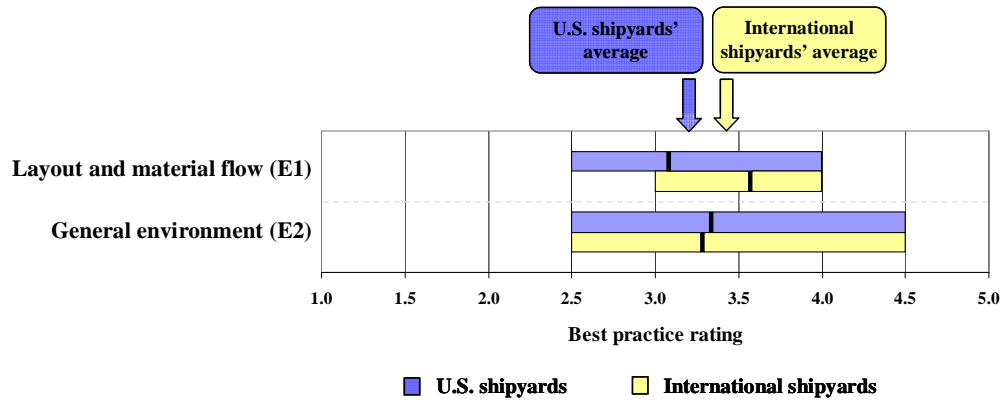 U.S. shipyards’
average
International
shipyards’ average
Layout and material flow (E1)
General environment (E2)
1.0 1.5 2.0 2.5 3.0 3.5 4.0 4.5 5.0
Best practice rating
U.S. shipyards International shipyards